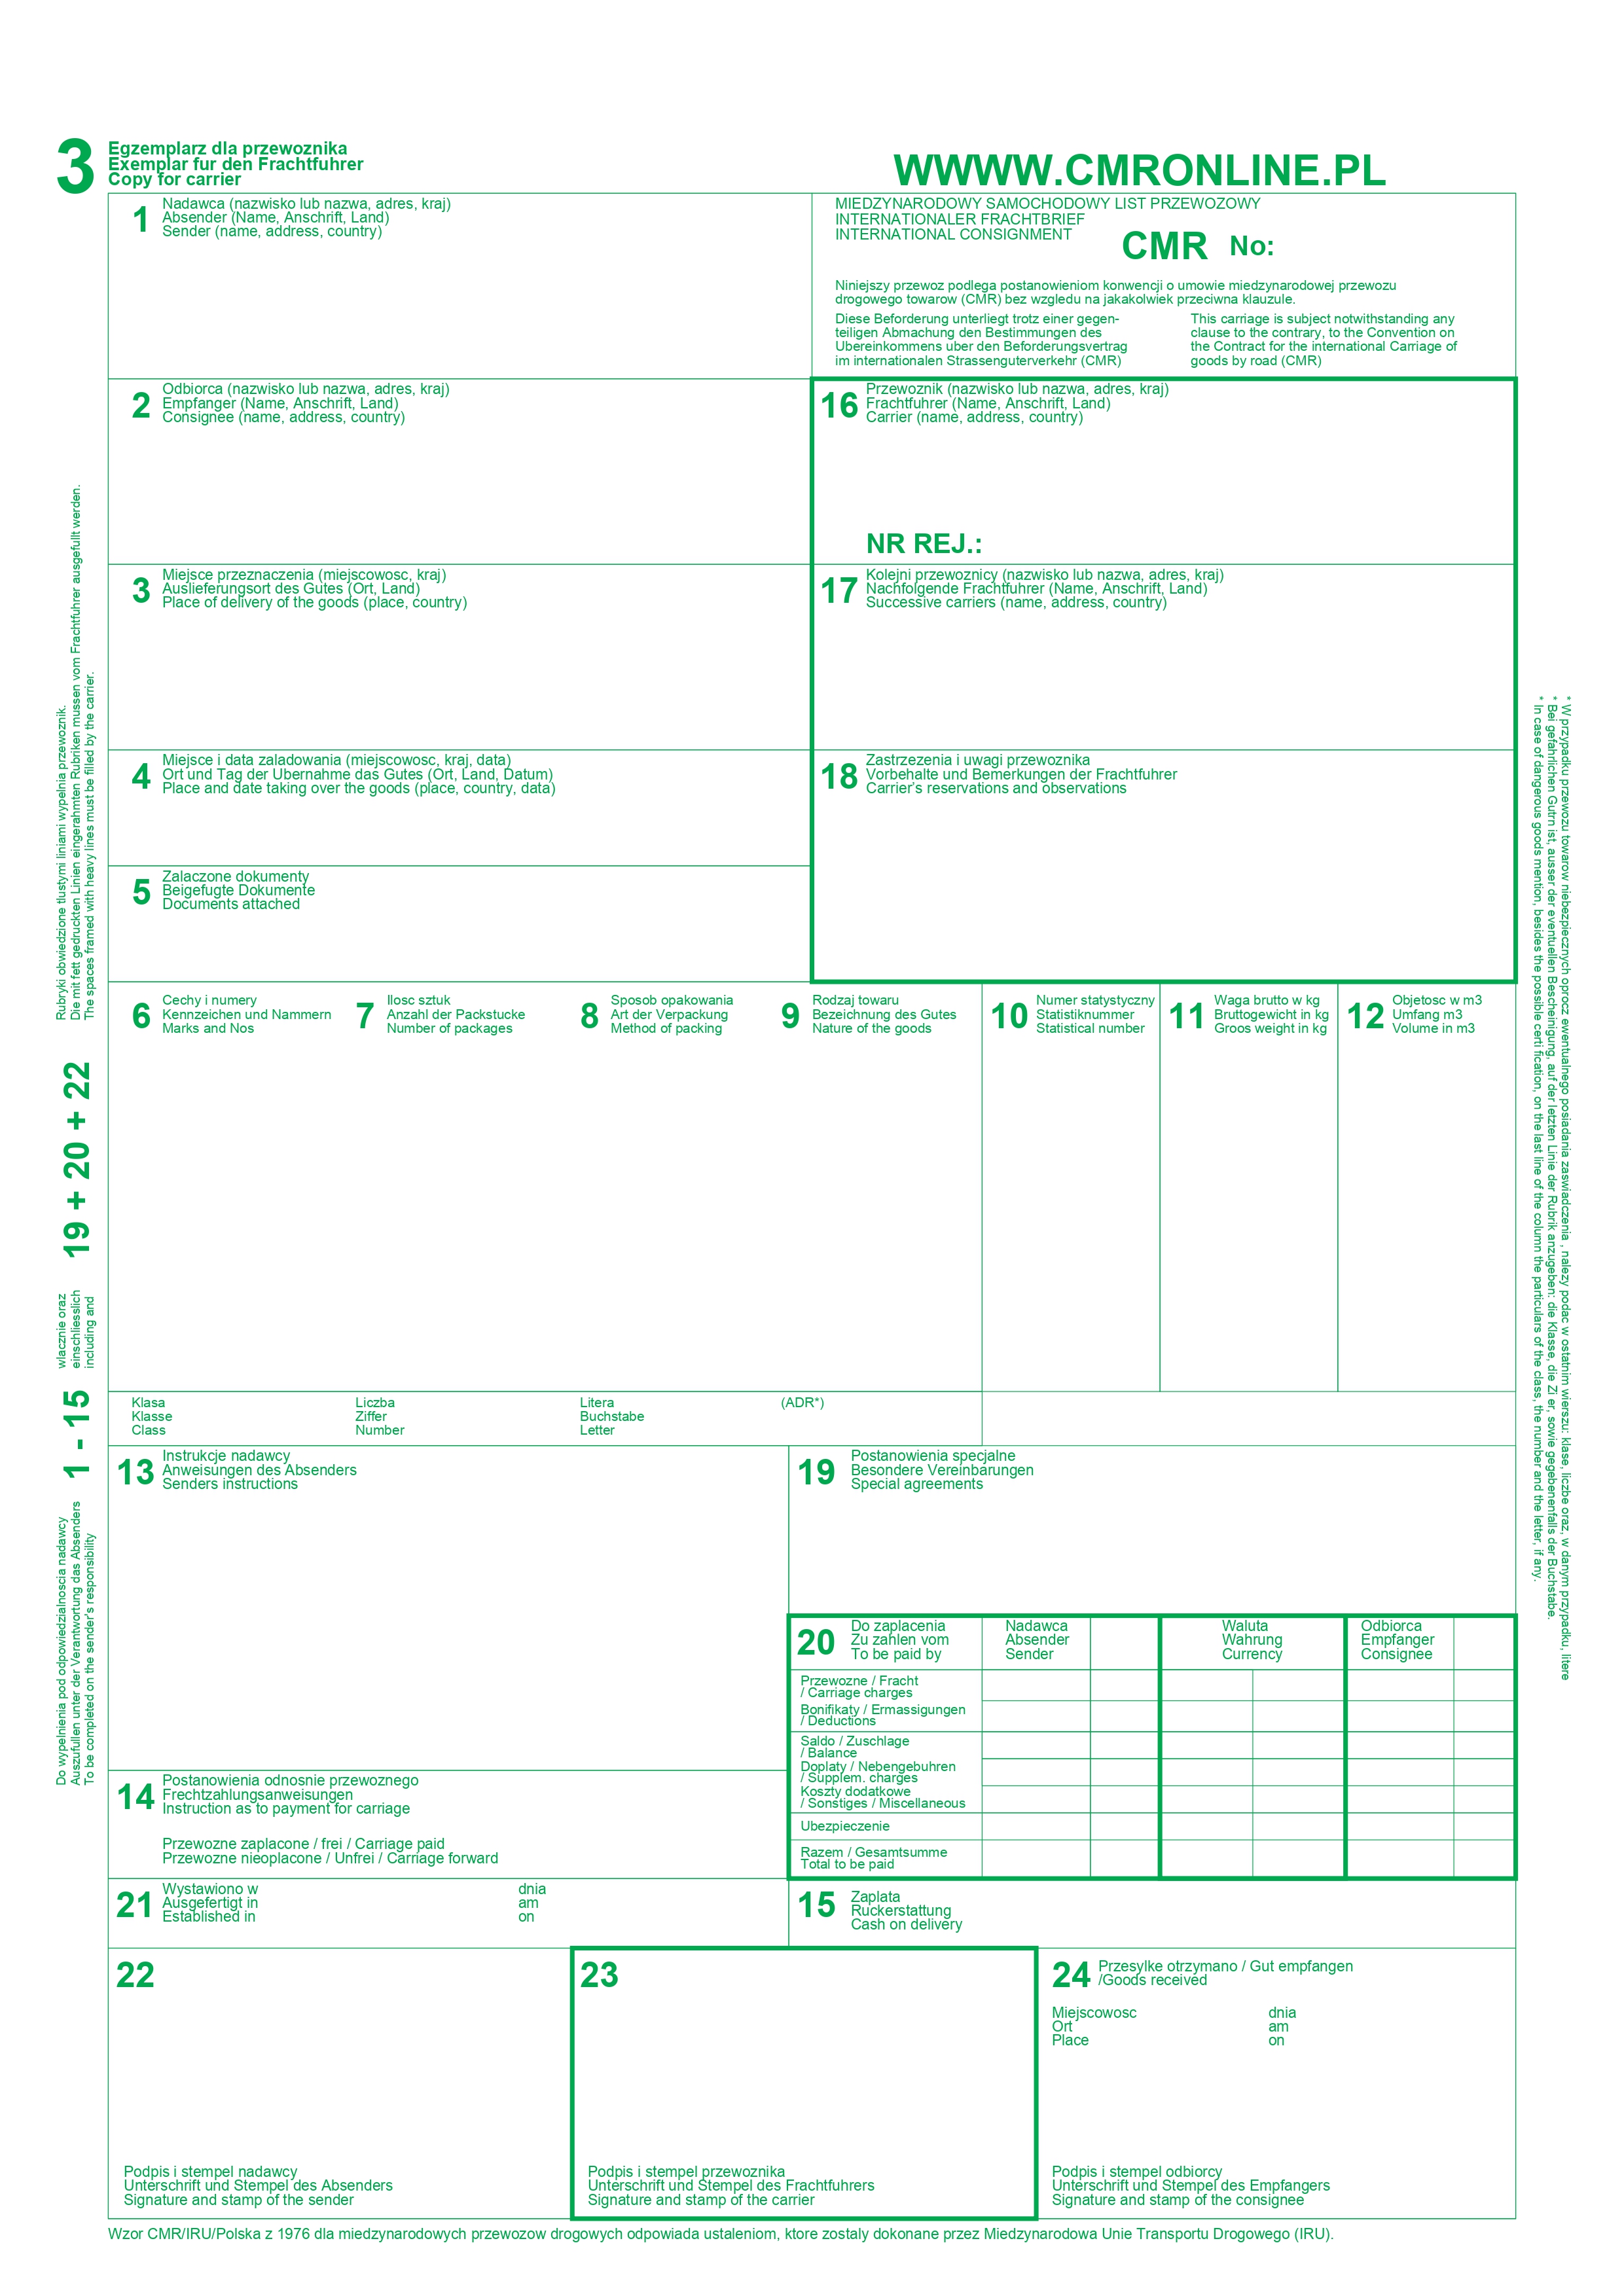 3
Egzemplarz dla przewoznika
Exemplar fur den Frachtfuhrer
Copy for carrier
WWWW.CMRONLINE.PL
1
Nadawca (nazwisko lub nazwa, adres, kraj)
Absender (Name, Anschrift, Land)
Sender (name, address, country)
MIEDZYNARODOWY SAMOCHODOWY LIST PRZEWOZOWY
INTERNATIONALER FRACHTBRIEF
INTERNATIONAL CONSIGNMENT
CMR No:
Niniejszy przewoz podlega postanowieniom konwencji o umowie miedzynarodowej przewozu
drogowego towarow (CMR) bez wzgledu na jakakolwiek przeciwna klauzule.
Diese Beforderung unterliegt trotz einer gegen-
teiligen Abmachung den Bestimmungen des
Ubereinkommens uber den Beforderungsvertrag
im internationalen Strassenguterverkehr (CMR)
This carriage is subject notwithstanding any
clause to the contrary, to the Convention on
the Contract for the international Carriage of
goods by road (CMR)
2
Odbiorca (nazwisko lub nazwa, adres, kraj)
Empfanger (Name, Anschrift, Land)
Consignee (name, address, country)
16
Przewoznik (nazwisko lub nazwa, adres, kraj)
Frachtfuhrer (Name, Anschrift, Land)
Carrier (name, address, country)
NR REJ.:
3
Miejsce przeznaczenia (miejscowosc, kraj)
Auslieferungsort des Gutes (Ort, Land)
Place of delivery of the goods (place, country)
17
Kolejni przewoznicy (nazwisko lub nazwa, adres, kraj)
Nachfolgende Frachtfuhrer (Name, Anschrift, Land)
Successive carriers (name, address, country)
4
Miejsce i data zaladowania (miejscowosc, kraj, data)
Ort und Tag der Ubernahme das Gutes (Ort, Land, Datum)
Place and date taking over the goods (place, country, data)
18
Zastrzezenia i uwagi przewoznika
Vorbehalte und Bemerkungen der Frachtfuhrer
Carrier's reservations and observations
5
Zalaczone dokumenty
Beigefugte Dokumente
Documents attached
6
Cechy i numery
Kennzeichen und Nammern
Marks and Nos
7
Ilosc sztuk
Anzahl der Packstucke
Number of packages
8
Sposob opakowania
Art der Verpackung
Method of packing
9
Rodzaj towaru
Bezeichnung des Gutes
Nature of the goods
10
Numer statystyczny
Statistiknummer
Statistical number
11
Waga brutto w kg
Bruttogewicht in kg
Groos weight in kg
12
Objetosc w m3
Umfang m3
Volume in m3
Klasa
Klasse
Class
Liczba
Ziffer
Number
Litera
Buchstabe
Letter
(ADR*)
13
Instrukcje nadawcy
Anweisungen des Absenders
Senders instructions
19
Postanowienia specjalne
Besondere Vereinbarungen
Special agreements
20
Do zaplacenia
Zu zahlen vom
To be paid by
Nadawca
Absender
Sender
Waluta
Wahrung
Currency
Odbiorca
Empfanger
Consignee
Przewozne / Fracht
/ Carriage charges
Bonifikaty / Ermassigungen
/ Deductions
Saldo / Zuschlage
/ Balance
Doplaty / Nebengebuhren
/ Supplem. charges
Koszty dodatkowe
/ Sonstiges / Miscellaneous
Ubezpieczenie
Razem / Gesamtsumme
Total to be paid
14
Postanowienia odnosnie przewoznego
Frechtzahlungsanweisungen
Instruction as to payment for carriage
Przewozne zaplacone / frei / Carriage paid
Przewozne nieoplacone / Unfrei / Carriage forward
21
Wystawiono w
Ausgefertigt in
Established in
dnia
am
on
15
Zaplata
Ruckerstattung
Cash on delivery
22
Podpis i stempel nadawcy
Unterschrift und Stempel des Absenders
Signature and stamp of the sender
23
Podpis i stempel przewoznika
Unterschrift und Stempel des Frachtfuhrers
Signature and stamp of the carrier
24
Przesylke otrzymano / Gut empfangen
/Goods received
Miejscowosc
Ort
Place
dnia
am
on
Podpis i stempel odbiorcy
Unterschrift und Stempel des Empfangers
Signature and stamp of the consignee
Wzor CMR/IRU/Polska z 1976 dla miedzynarodowych przewozow drogowych odpowiada ustaleniom, ktore zostaly dokonane przez Miedzynarodowa Unie Transportu Drogowego (IRU).
Rubryki obwiedzione tlustymi liniami wypelnia przewoznik.
Die mit fett gedruckten Linien eingerahmten Rubriken mussen vom Frachtfuhrer ausgefullt werden.
The spaces framed with heavy lines must be filled by the carrier.
19 + 20 + 22
wlacznie oraz
einschliesslich
including and
1 - 15
Do wypelnienia pod odpowiedzialnoscia nadawcy
Auszufullen unter der Verantwortung das Absenders
To be completed on the sender's responsibility
* W przypadku przewozu towarow niebezpiecznych oprocz ewentualnego posiadania zaswiadczenia , nalezy podac w ostatnim wierszu: klase, liczbe oraz, w danym przypadku, litere
* Bei gefahrlichen Gutrn ist, ausser der eventuellen Bescheinigung, auf der letzten Linie der Rubrik anzugeben: die Klasse, die Zi er, sowie gegebenenfalls der Buchstabe.
* In case of dangerous goods mention, besides the possible certi fication, on the last line of the column the particulars of the class, the number and the letter, if any.